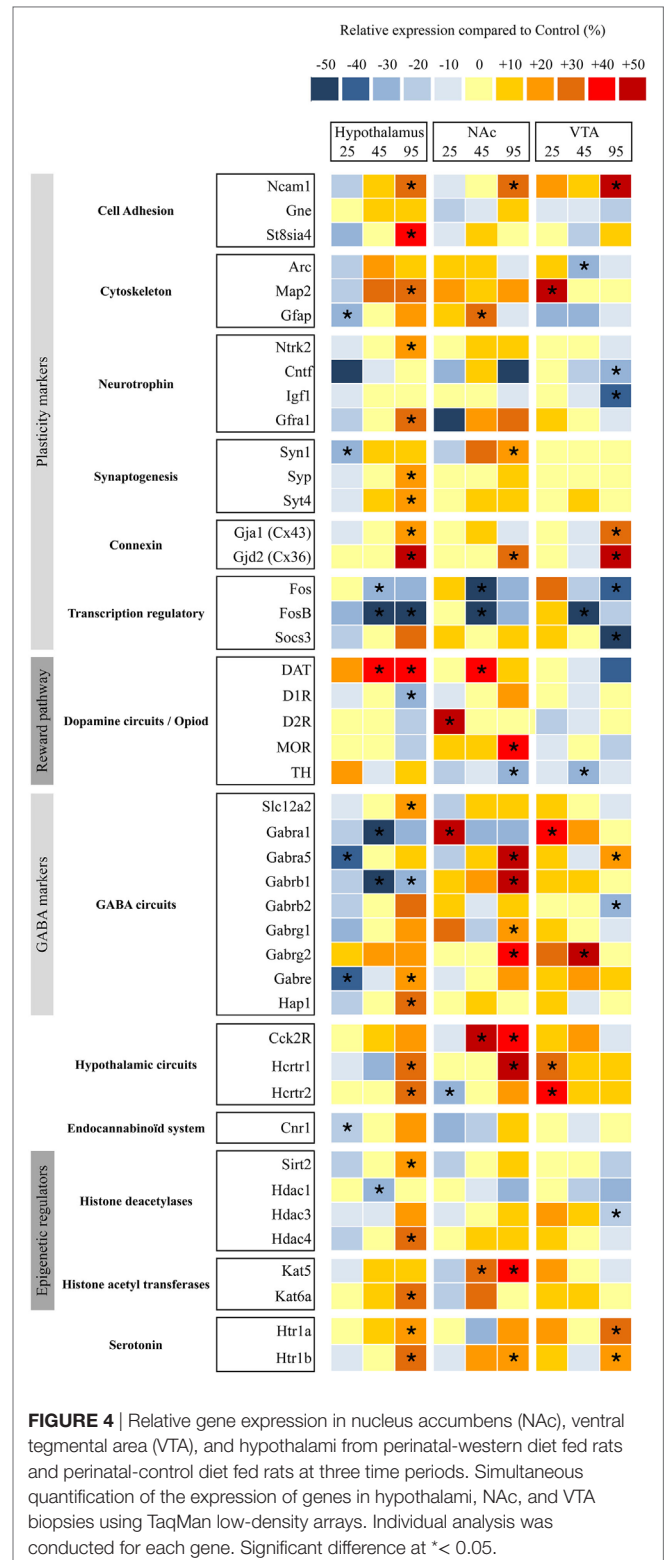 Relative expression compared to Control (%)
-50 -40 -30 -20 -10 0 +10 +20 +30 +40 +50
Hypothalamus NAc VTA
25 45 95 25 45 95 25 45 95
Plasticity markers
Cell Adhesion
Ncam1 * * *
Gne
St8sia4 *
Cytoskeleton
Arc *
Map2 * *
Gfap * *
Neurotrophin
Ntrk2 *
Cntf *
Igf1 *
Gfra1 *
Synaptogenesis
Syn1 * *
Syp *
Syt4 *
Connexin
Gja1 (Cx43) * *
Gjd2 (Cx36) * * *
Transcription regulatory
Fos * * *
FosB * * * *
Socs3 *
Reward pathway
Dopamine circuits / Opiod
DAT * * *
D1R *
D2R *
MOR *
TH * *
GABA markers
GABA circuits
Slc12a2 *
Gabra1 * * *
Gabra5 * * *
Gabrb1 * * *
Gabrb2 *
Gabrg1 *
Gabrg2 * *
Gabre * *
Hap1 *
Hypothalamic circuits
Cck2R * *
Hcrtr1 * * *
Hcrtr2 * * *
Endocannabinoïd system
Cnr1 *
Epigenetic regulators
Histone deacetylases
Sirt2 *
Hdac1 *
Hdac3 *
Hdac4 *
Histone acetyl transferases
Kat5 * *
Kat6a *
Serotonin
Htr1a * *
Htr1b * * *
FIGURE 4 | Relative gene expression in nucleus accumbens (NAc), ventral
tegmental area (VTA), and hypothalami from perinatal-western diet fed rats
and perinatal-control diet fed rats at three time periods. Simultaneous
quantification of the expression of genes in hypothalami, NAc, and VTA
biopsies using TaqMan low-density arrays. Individual analysis was
conducted for each gene. Significant difference at *< 0.05.